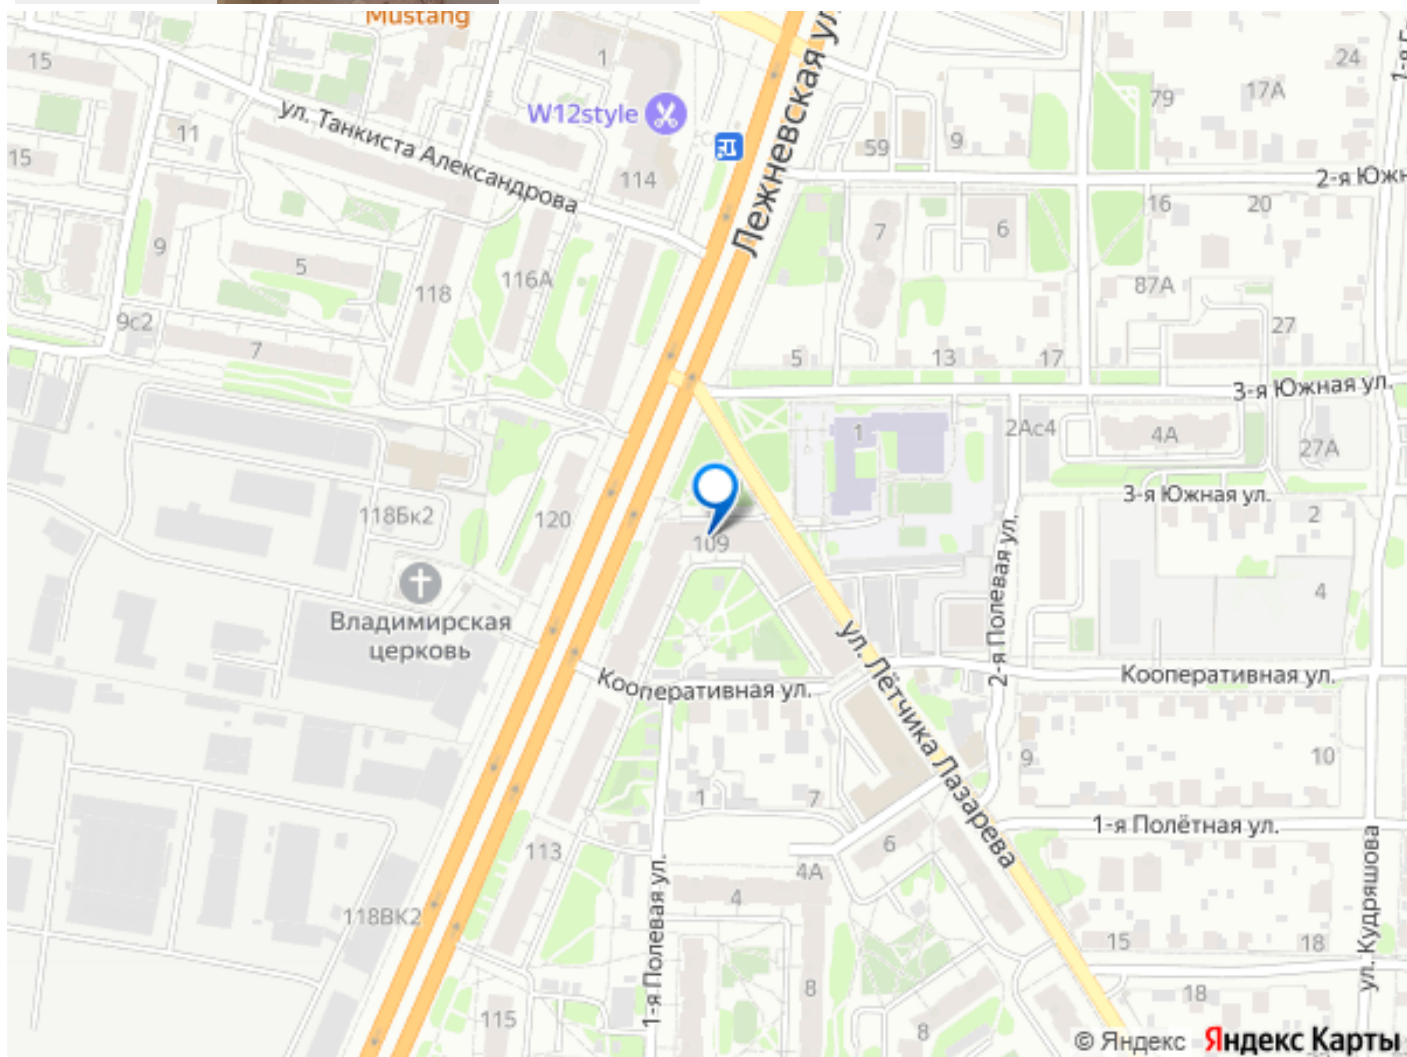 Mustang
15
1
24
17А
79
W12style
ул. Танкиста Александрова
11
59
9
15
114
Лежневская ул
2-я Южн
16
20
7
6
9
5
116А
118
87А
9с2
27
7
5
13
17
3-я Южная ул.
1
2Ас4
4А
27А
3-я Южная ул.
118Бк2
120
2
109
4
Владимирская
церковь
2-я Полевая ул.
ул. Лётчика Лазарева
Кооперативная ул.
Кооперативная ул.
9
10
1
7
1-я Полётная ул.
113
6
4А
4
118ВК2
1-я Полевая ул.
ул. Кудряшова
15
18
8
18
115
8
© Яндекс Яндекс Карты